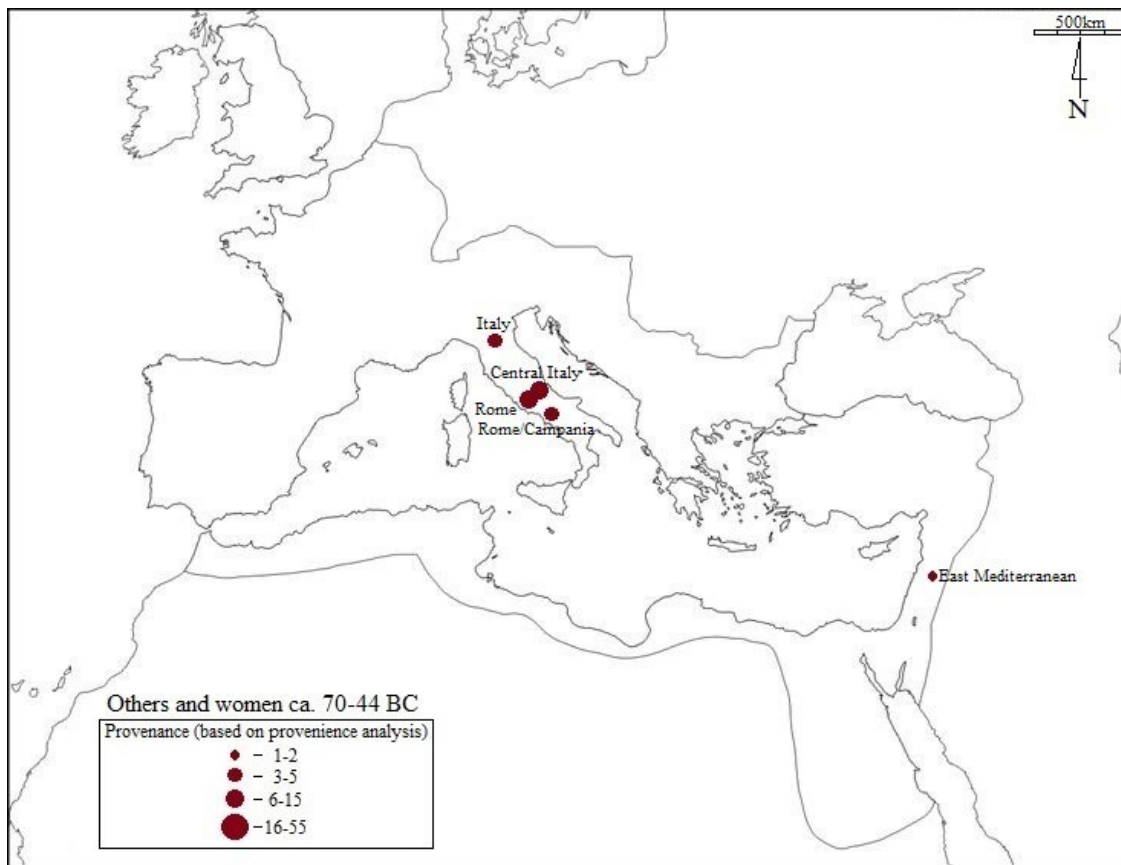 500km
N
Italy
Central Italy
Rome
Rome/Campania
East Mediterranean
Others and women ca. 70-44 BC
Provenance (based on provenience analysis)
– 1-2
– 3-5
– 6-15
–16-55